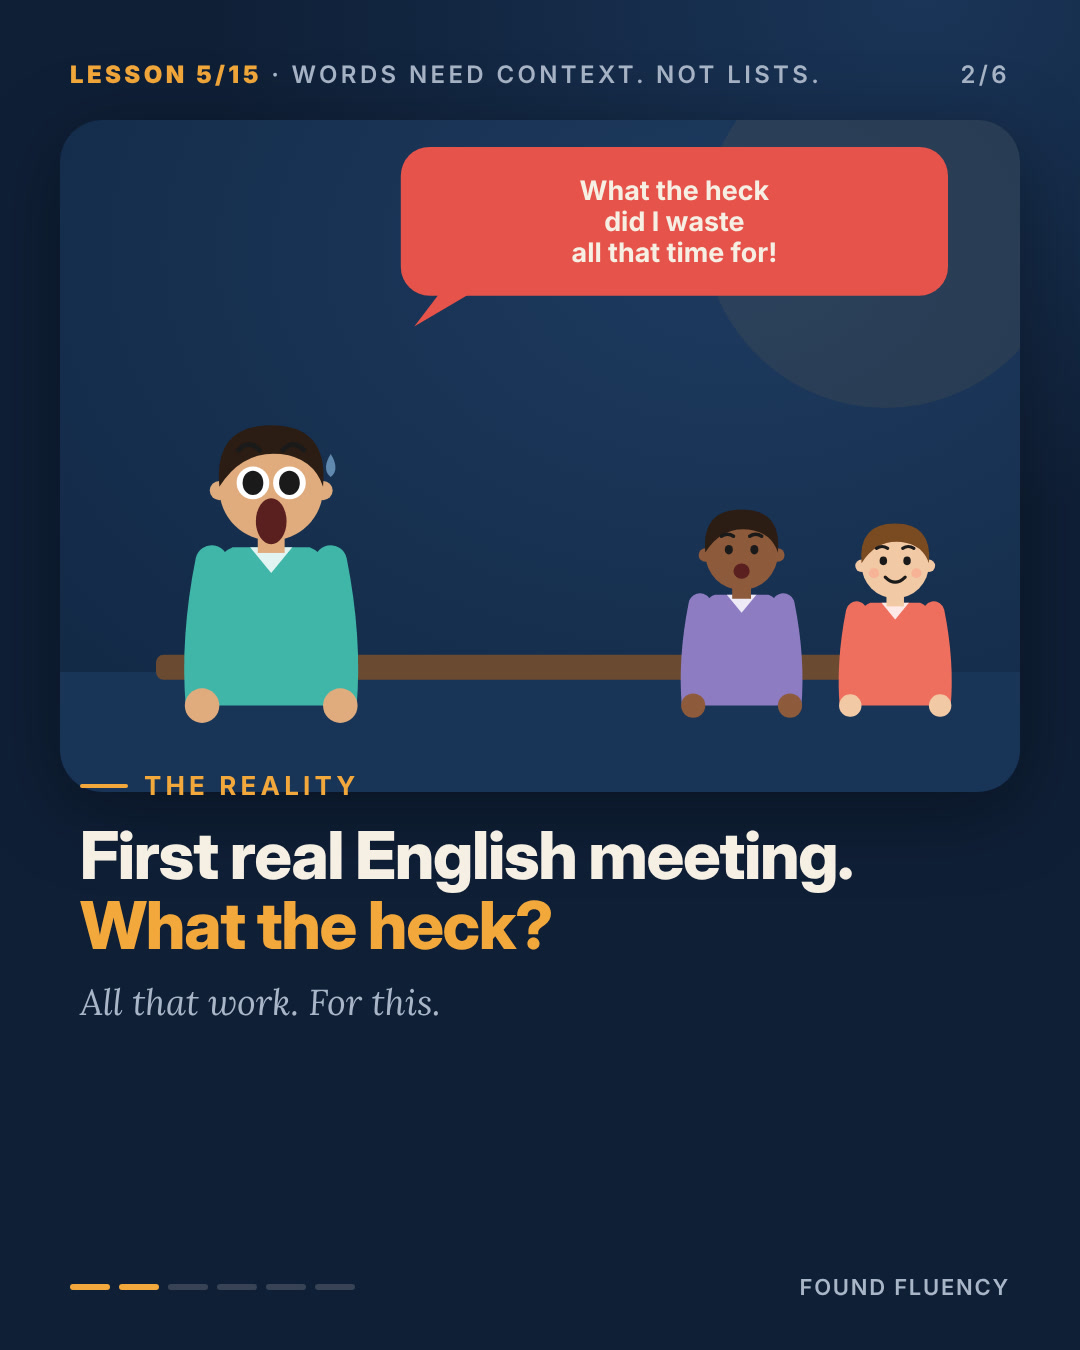 LESSON 5/15 · WORDS NEED CONTEXT. NOT LISTS.
2/6
What the heck
did I waste
all that time for!
THE REALITY
First real English meeting.
What the heck?
All that work. For this.
FOUND FLUENCY